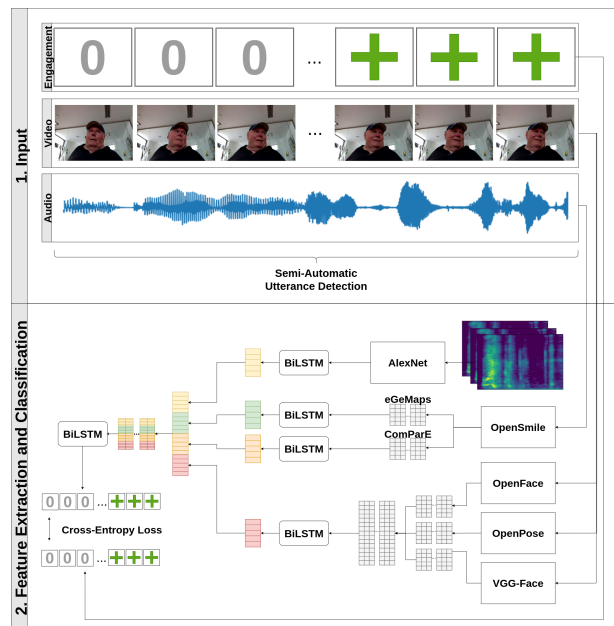 1. Input
Engagement
0 0 0 ... + + +
Video
...
Audio
Semi-Automatic
Utterance Detection
2. Feature Extraction and Classification
BiLSTM
AlexNet
eGeMaps
BiLSTM
OpenSmile
ComParE
BiLSTM
BiLSTM
...
OpenFace
0 0 0 ... + + +
Cross-Entropy Loss
BiLSTM
OpenPose
0 0 0 ... + + +
VGG-Face